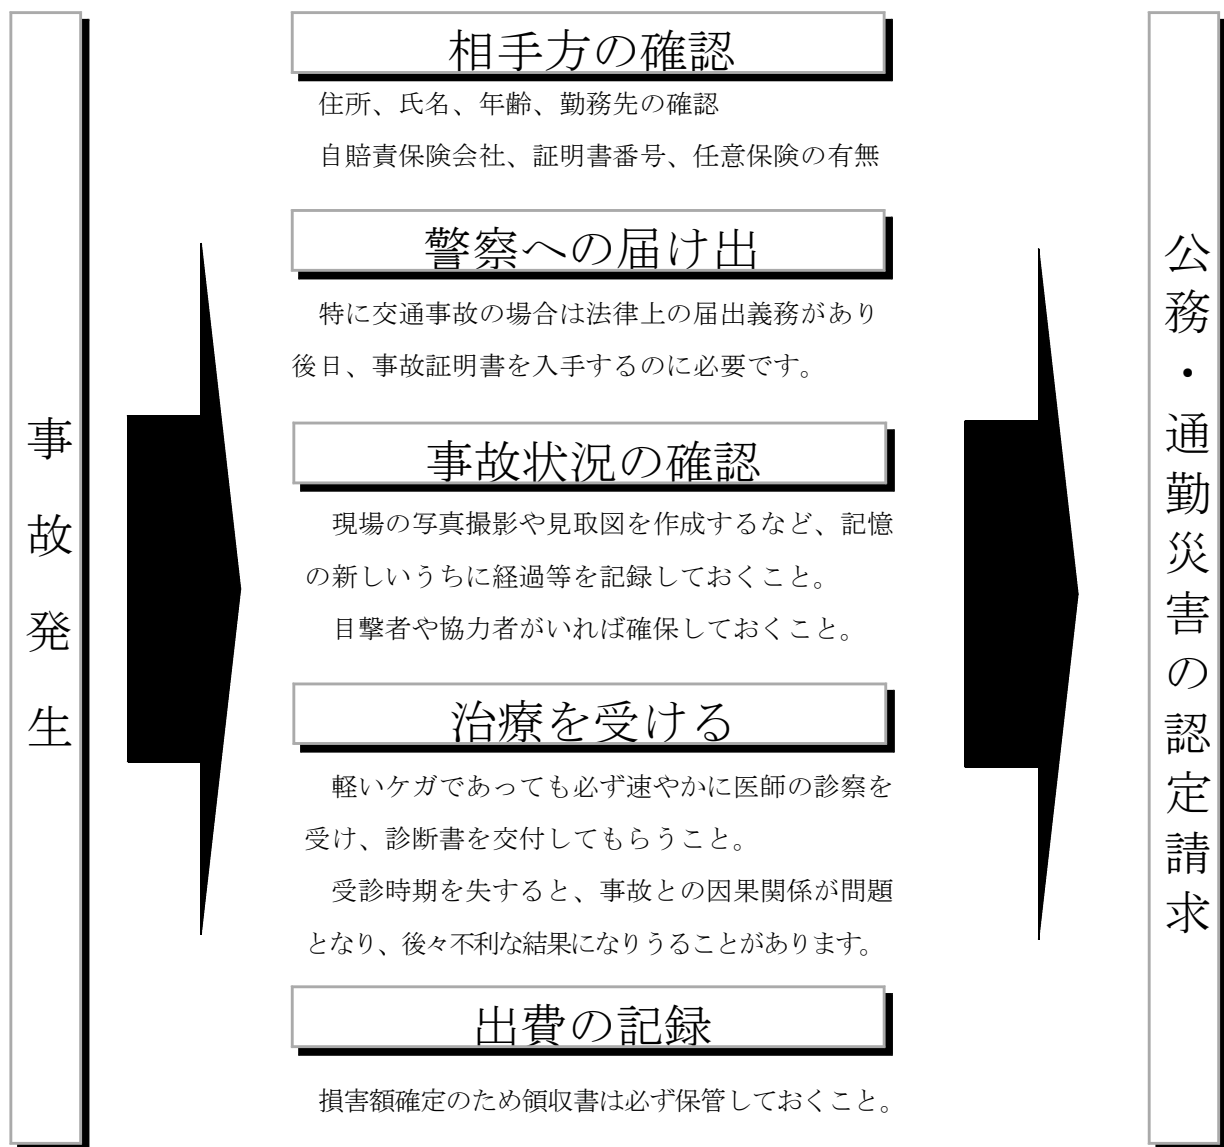 事故発生
相手方の確認
住所、氏名、年齢、勤務先の確認
自賠責保険会社、証明書番号、任意保険の有無
警察への届け出
特に交通事故の場合は法律上の届出義務があり
後日、事故証明書を入手するのに必要です。
事故状況の確認
現場の写真撮影や見取図を作成するなど、記憶
の新しいうちに経過等を記録しておくこと。
目撃者や協力者がいれば確保しておくこと。
治療を受ける
軽いケガであっても必ず速やかに医師の診察を
受け、診断書を交付してもらうこと。
受診時期を失すると、事故との因果関係が問題
となり、後々不利な結果になりうることがあります。
出費の記録
損害額確定のため領収書は必ず保管しておくこと。
公務・通勤災害の認定請求